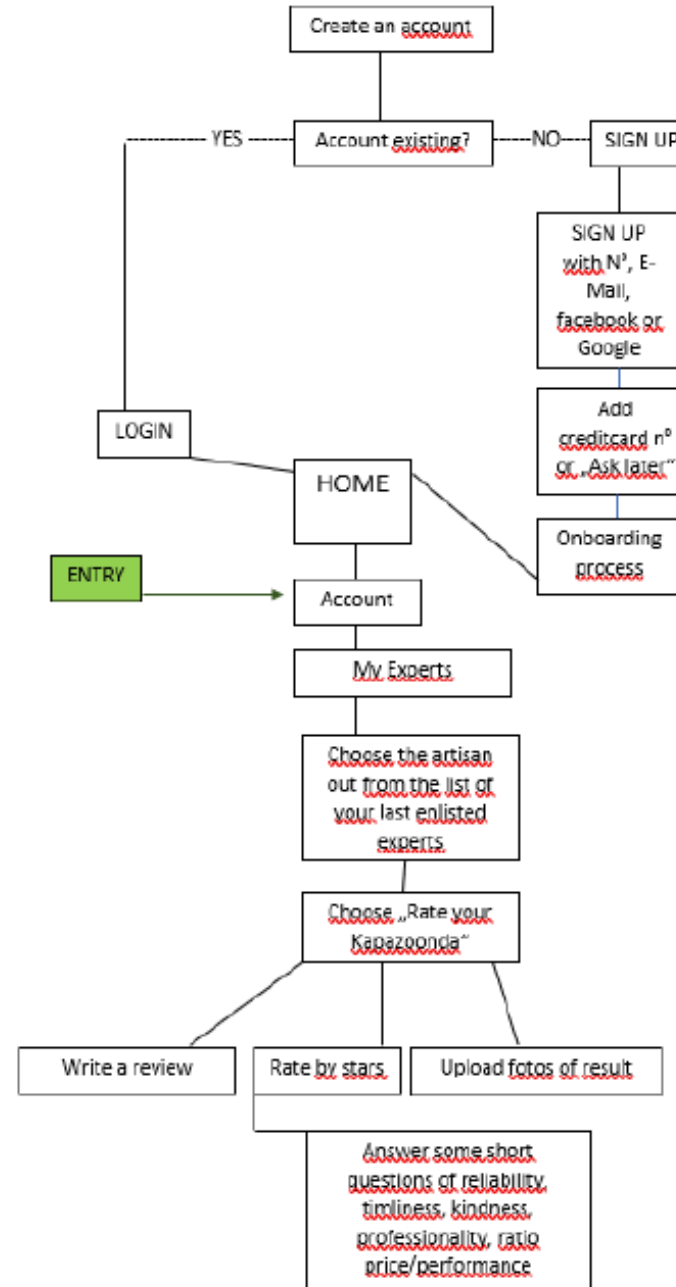 Create an account
YES
Account existing?
NO
SIGN UP
SIGN UP
with N°, E-
Mail,
facebook or
Google
Add
creditcard n°
or „Ask later“
Onboarding
process
LOGIN
HOME
ENTRY
Account
My Experts
Choose the artisan
out from the list of
your last enlisted
experts
Choose „Rate your
Kapazoonda“
Write a review
Rate by stars
Upload fotos of result
Answer some short
questions of reliability,
timliness, kindness,
professionality, ratio
price/performance